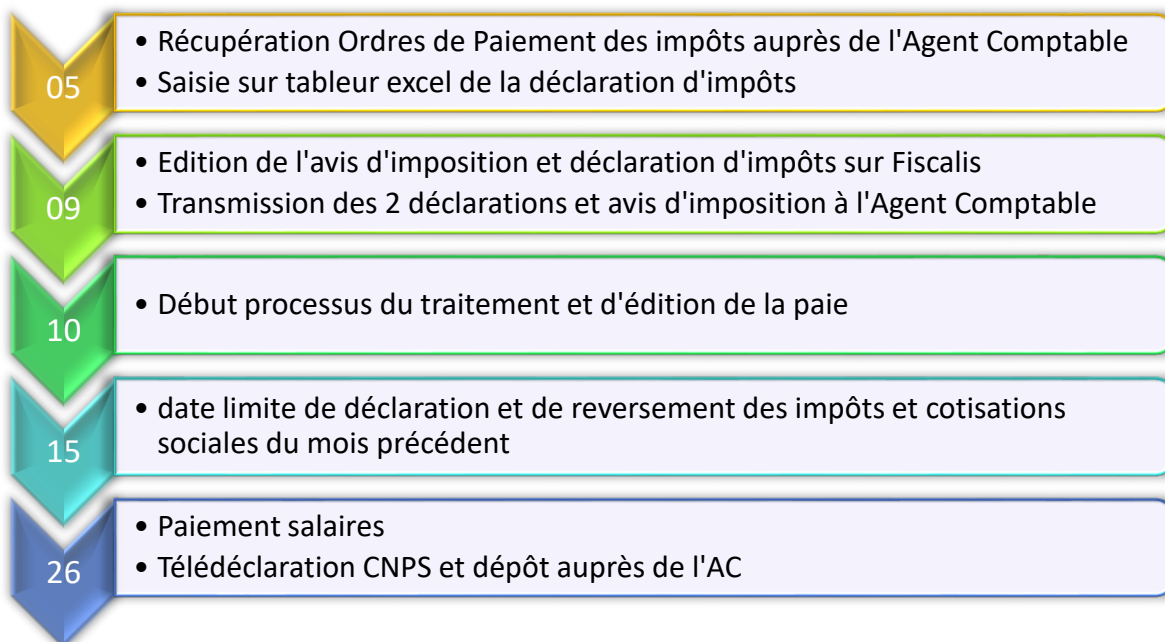 05
• Récupération Ordres de Paiement des impôts auprès de l'Agent Comptable
• Saisie sur tableur excel de la déclaration d'impôts
09
• Edition de l'avis d'imposition et déclaration d'impôts sur Fiscalis
• Transmission des 2 déclarations et avis d'imposition à l'Agent Comptable
10
• Début processus du traitement et d'édition de la paie
15
• date limite de déclaration et de reversement des impôts et cotisations
sociales du mois précédent
26
• Paiement salaires
• Télédéclaration CNPS et dépôt auprès de l'AC